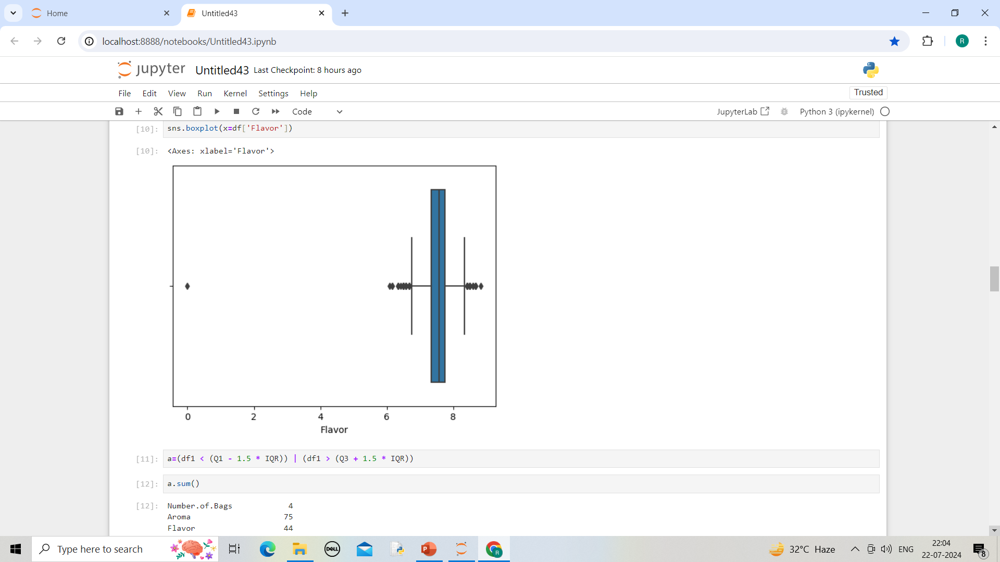 Home
Untitled43
localhost:8888/notebooks/Untitled43.ipynb
R
jupyter Untitled43 Last Checkpoint: 8 hours ago
File Edit View Run Kernel Settings Help
Trusted
Code
JupyterLab
Python 3 (ipykernel)
[10]: sns.boxplot(x=df['Flavor'])
[10]: <Axes: xlabel='Flavor'>
0 2 4 6 8
Flavor
[11]: a=(df1 < (Q1 - 1.5 * IQR)) | (df1 > (Q3 + 1.5 * IQR))
[12]: a.sum()
[12]: Number.of.Bags 4
Aroma 75
Flavor 44
Type here to search
DELL
P
R
32°C Haze
ENG
22:04
22-07-2024
8